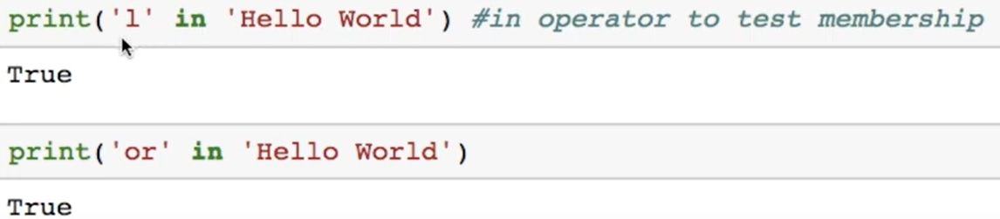 print('l' in 'Hello World') #in operator to test membership
True
print('or' in 'Hello World')
True